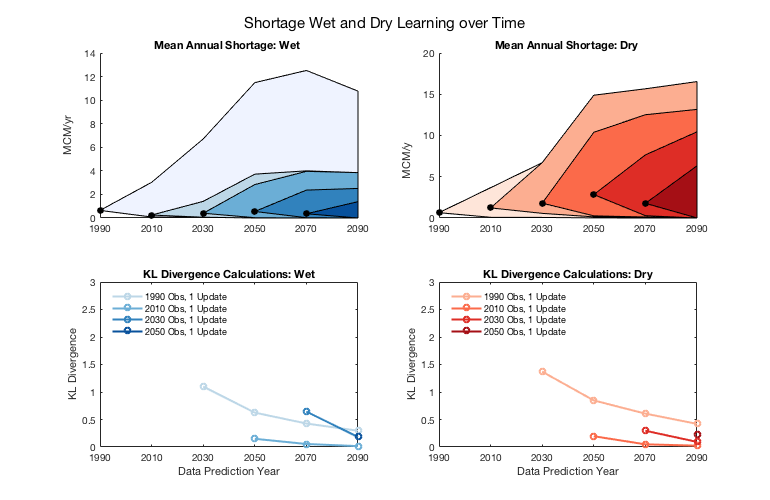 Shortage Wet and Dry Learning over Time
Mean Annual Shortage: Wet
MCM/yr
14
12
10
8
6
4
2
0
1990 2010 2030 2050 2070 2090
Mean Annual Shortage: Dry
MCM/y
20
15
10
5
0
1990 2010 2030 2050 2070 2090
KL Divergence Calculations: Wet
KL Divergence
3
2.5
2
1.5
1
0.5
0
1990 Obs, 1 Update
2010 Obs, 1 Update
2030 Obs, 1 Update
2050 Obs, 1 Update
1990 2010 2030 2050 2070 2090
Data Prediction Year
KL Divergence Calculations: Dry
KL Divergence
3
2.5
2
1.5
1
0.5
0
1990 Obs, 1 Update
2010 Obs, 1 Update
2030 Obs, 1 Update
2050 Obs, 1 Update
1990 2010 2030 2050 2070 2090
Data Prediction Year